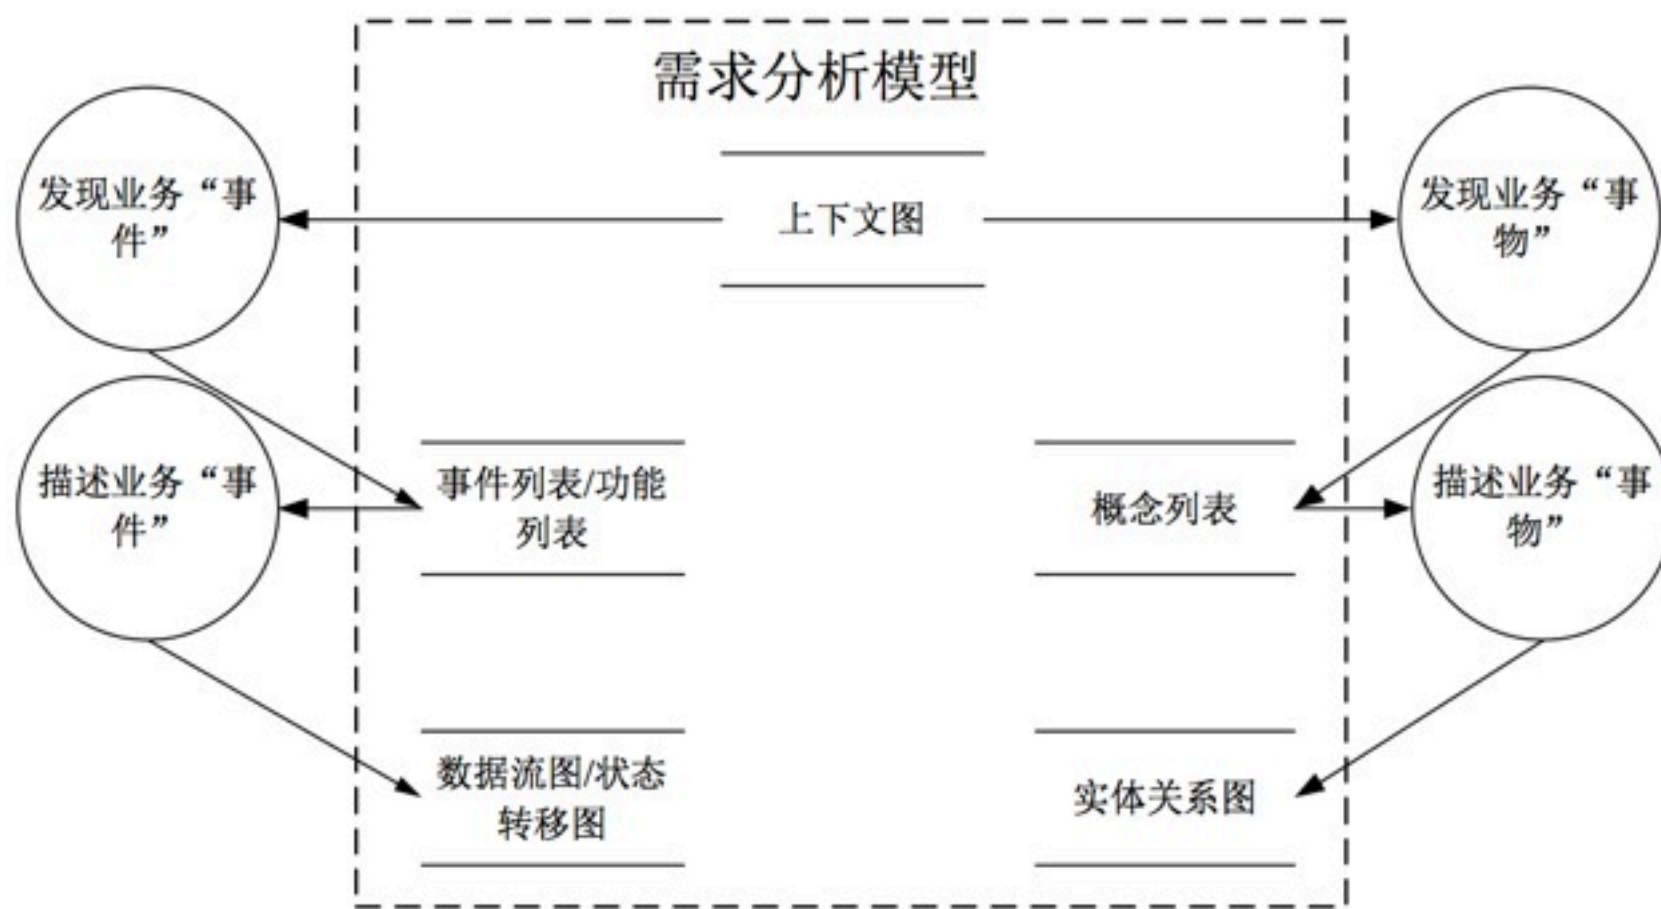 需求分析模型
发现业务“事
件”
上下文图
发现业务“事
物”
描述业务“事
件”
事件列表/功能
列表
概念列表
描述业务“事
物”
数据流图/状态
转移图
实体关系图